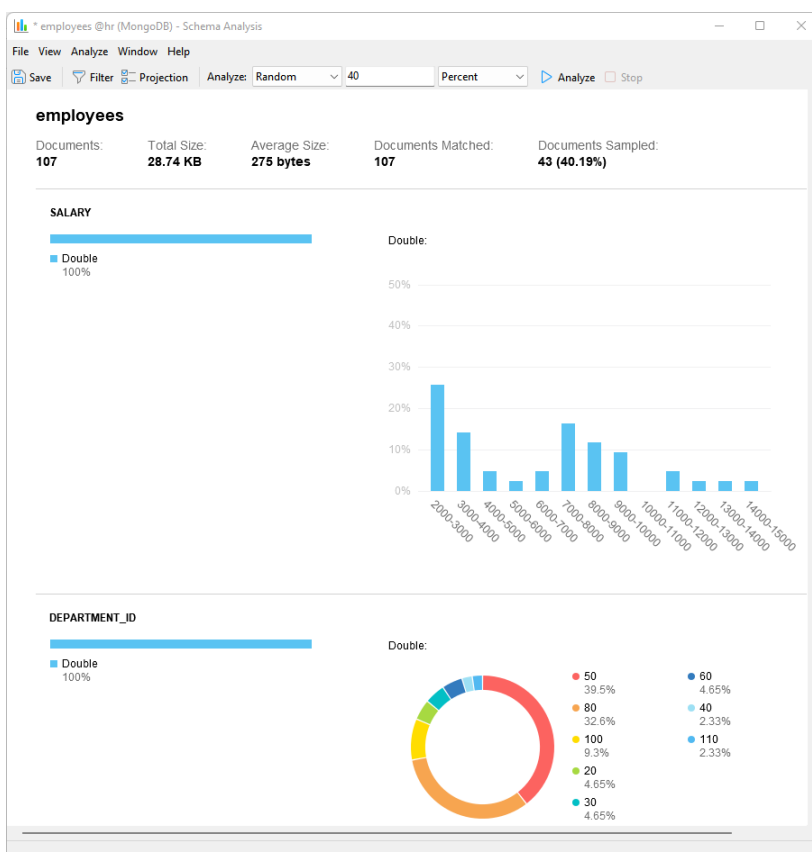 * employees @hr (MongoDB) - Schema Analysis
File View Analyze Window Help
Save Filter Projection Analyze: Random 40 Percent Analyze Stop
employees
Documents: Total Size: Average Size: Documents Matched: Documents Sampled:
107 28.74 KB 275 bytes 107 43 (40.19%)
SALARY
Double
100%
Double:
50%
40%
30%
20%
10%
0%
2000-3000 3000-4000 4000-5000 5000-6000 6000-7000 7000-8000 8000-9000 9000-10000 10000-11000 11000-12000 12000-13000 13000-14000 14000-15000
DEPARTMENT_ID
Double
100%
Double:
50 60
39.5% 4.65%
80 40
32.6% 2.33%
100 110
9.3% 2.33%
20
4.65%
30
4.65%